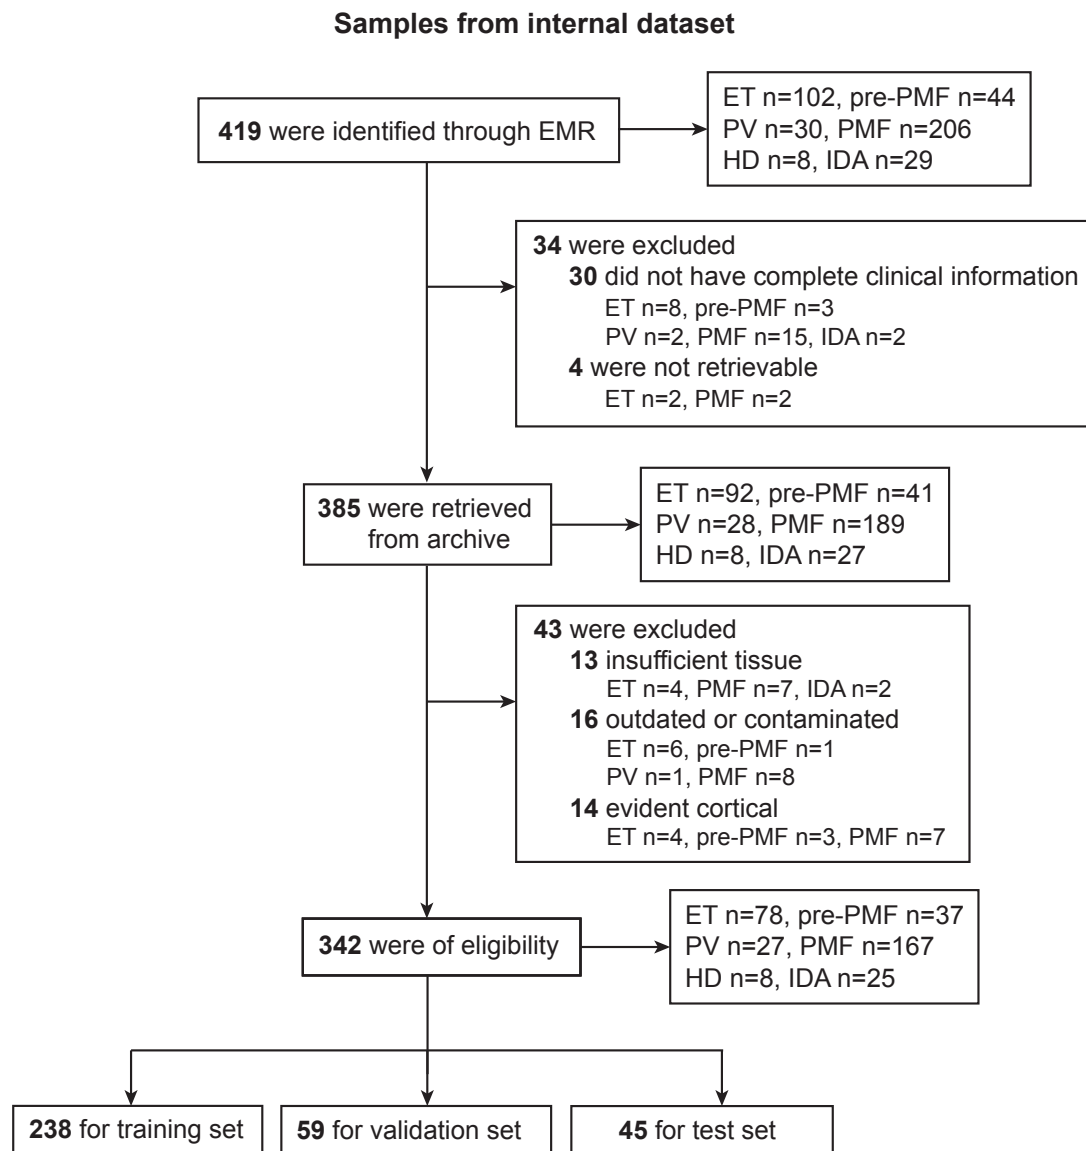 Samples from internal dataset
419 were identified through EMR
ET n=102, pre-PMF n=44
PV n=30, PMF n=206
HD n=8, IDA n=29
34 were excluded
30 did not have complete clinical information
ET n=8, pre-PMF n=3
PV n=2, PMF n=15, IDA n=2
4 were not retrievable
ET n=2, PMF n=2
385 were retrieved
from archive
ET n=92, pre-PMF n=41
PV n=28, PMF n=189
HD n=8, IDA n=27
43 were excluded
13 insufficient tissue
ET n=4, PMF n=7, IDA n=2
16 outdated or contaminated
ET n=6, pre-PMF n=1
PV n=1, PMF n=8
14 evident cortical
ET n=4, pre-PMF n=3, PMF n=7
342 were of eligibility
ET n=78, pre-PMF n=37
PV n=27, PMF n=167
HD n=8, IDA n=25
238 for training set
59 for validation set
45 for test set